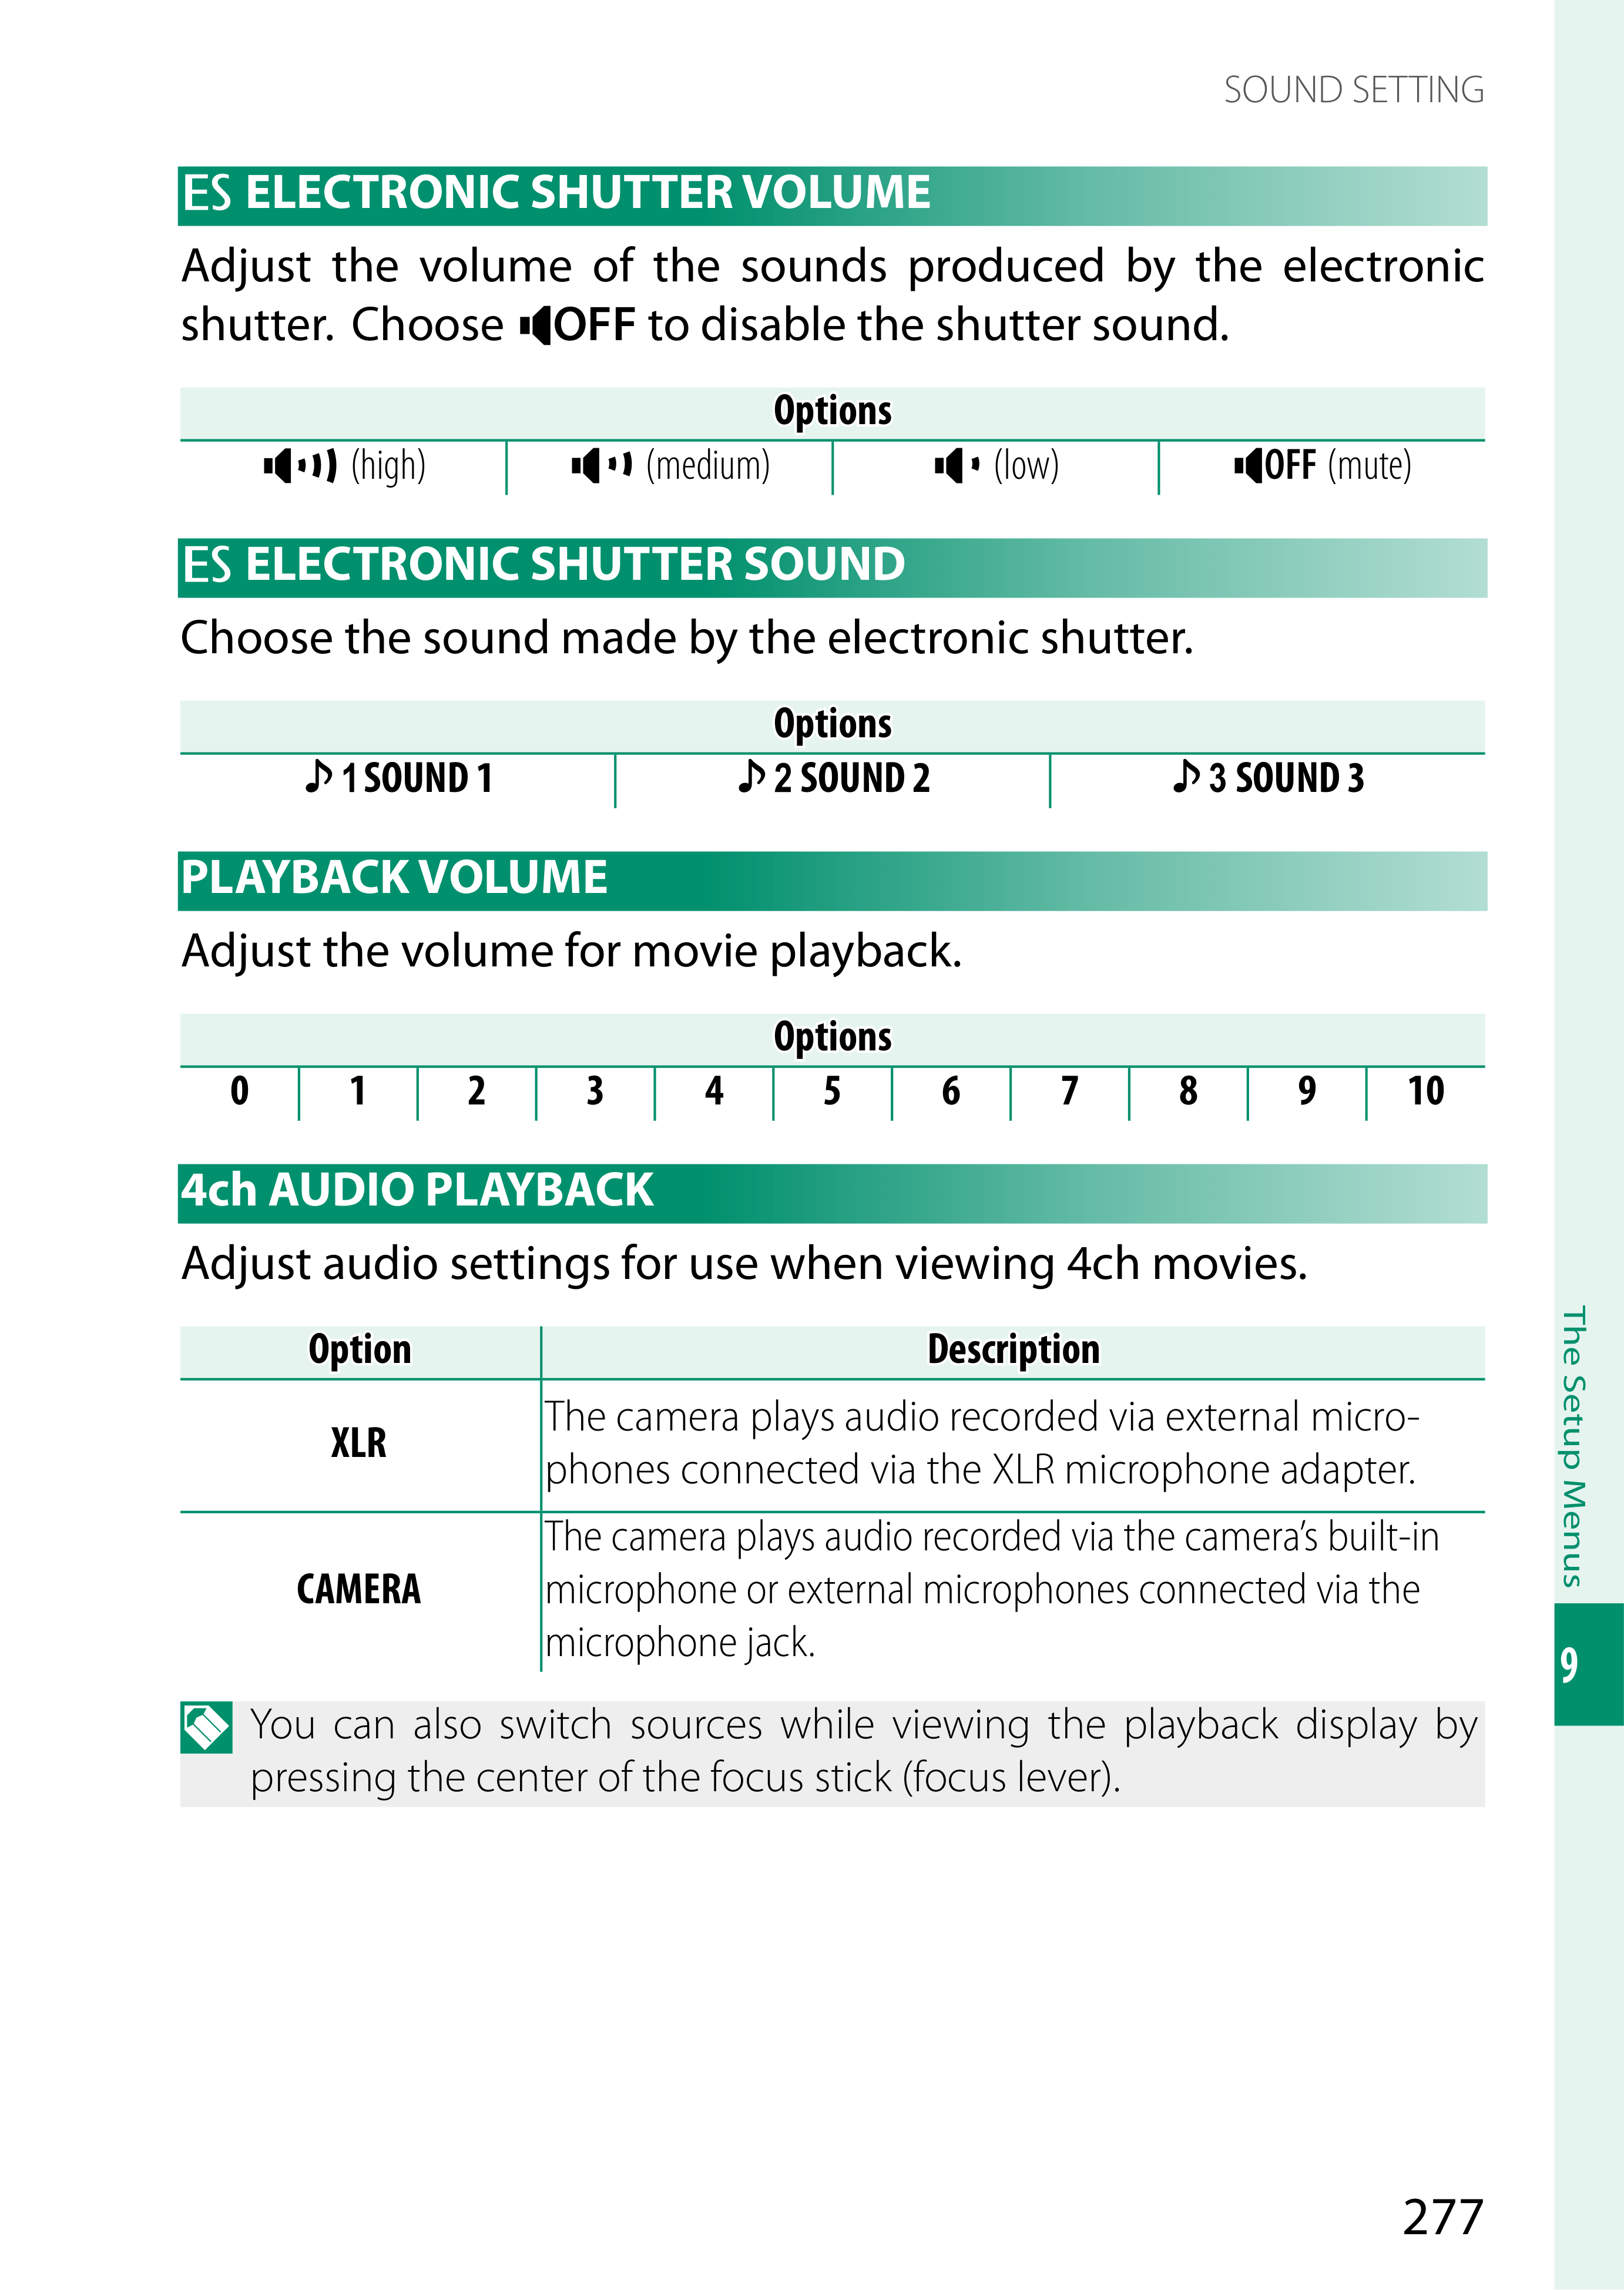 SOUND SETTING
ES ELECTRONIC SHUTTER VOLUME
Adjust the volume of the sounds produced by the electronic
shutter. Choose OFF to disable the shutter sound.
Options
(high) (medium) (low) OFF (mute)
ES ELECTRONIC SHUTTER SOUND
Choose the sound made by the electronic shutter.
Options
♪ 1 SOUND 1 ♪ 2 SOUND 2 ♪ 3 SOUND 3
PLAYBACK VOLUME
Adjust the volume for movie playback.
Options
0 1 2 3 4 5 6 7 8 9 10
4ch AUDIO PLAYBACK
Adjust audio settings for use when viewing 4ch movies.
Option Description
XLR
The camera plays audio recorded via external micro-
phones connected via the XLR microphone adapter.
CAMERA
The camera plays audio recorded via the camera’s built-in
microphone or external microphones connected via the
microphone jack.
You can also switch sources while viewing the playback display by
pressing the center of the focus stick (focus lever).
The Setup Menus
9
277